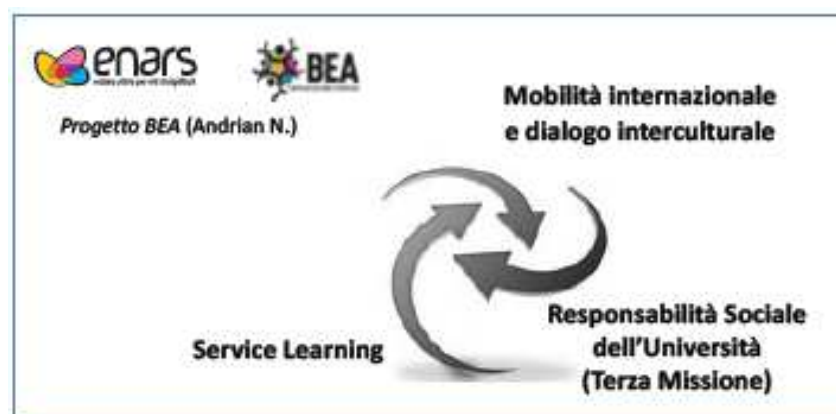 enars
BEA
Progetto BEA (Andrian N.)
Mobilità internazionale
e dialogo interculturale
Service Learning
Responsabilità Sociale
dell'Università
(Terza Missione)